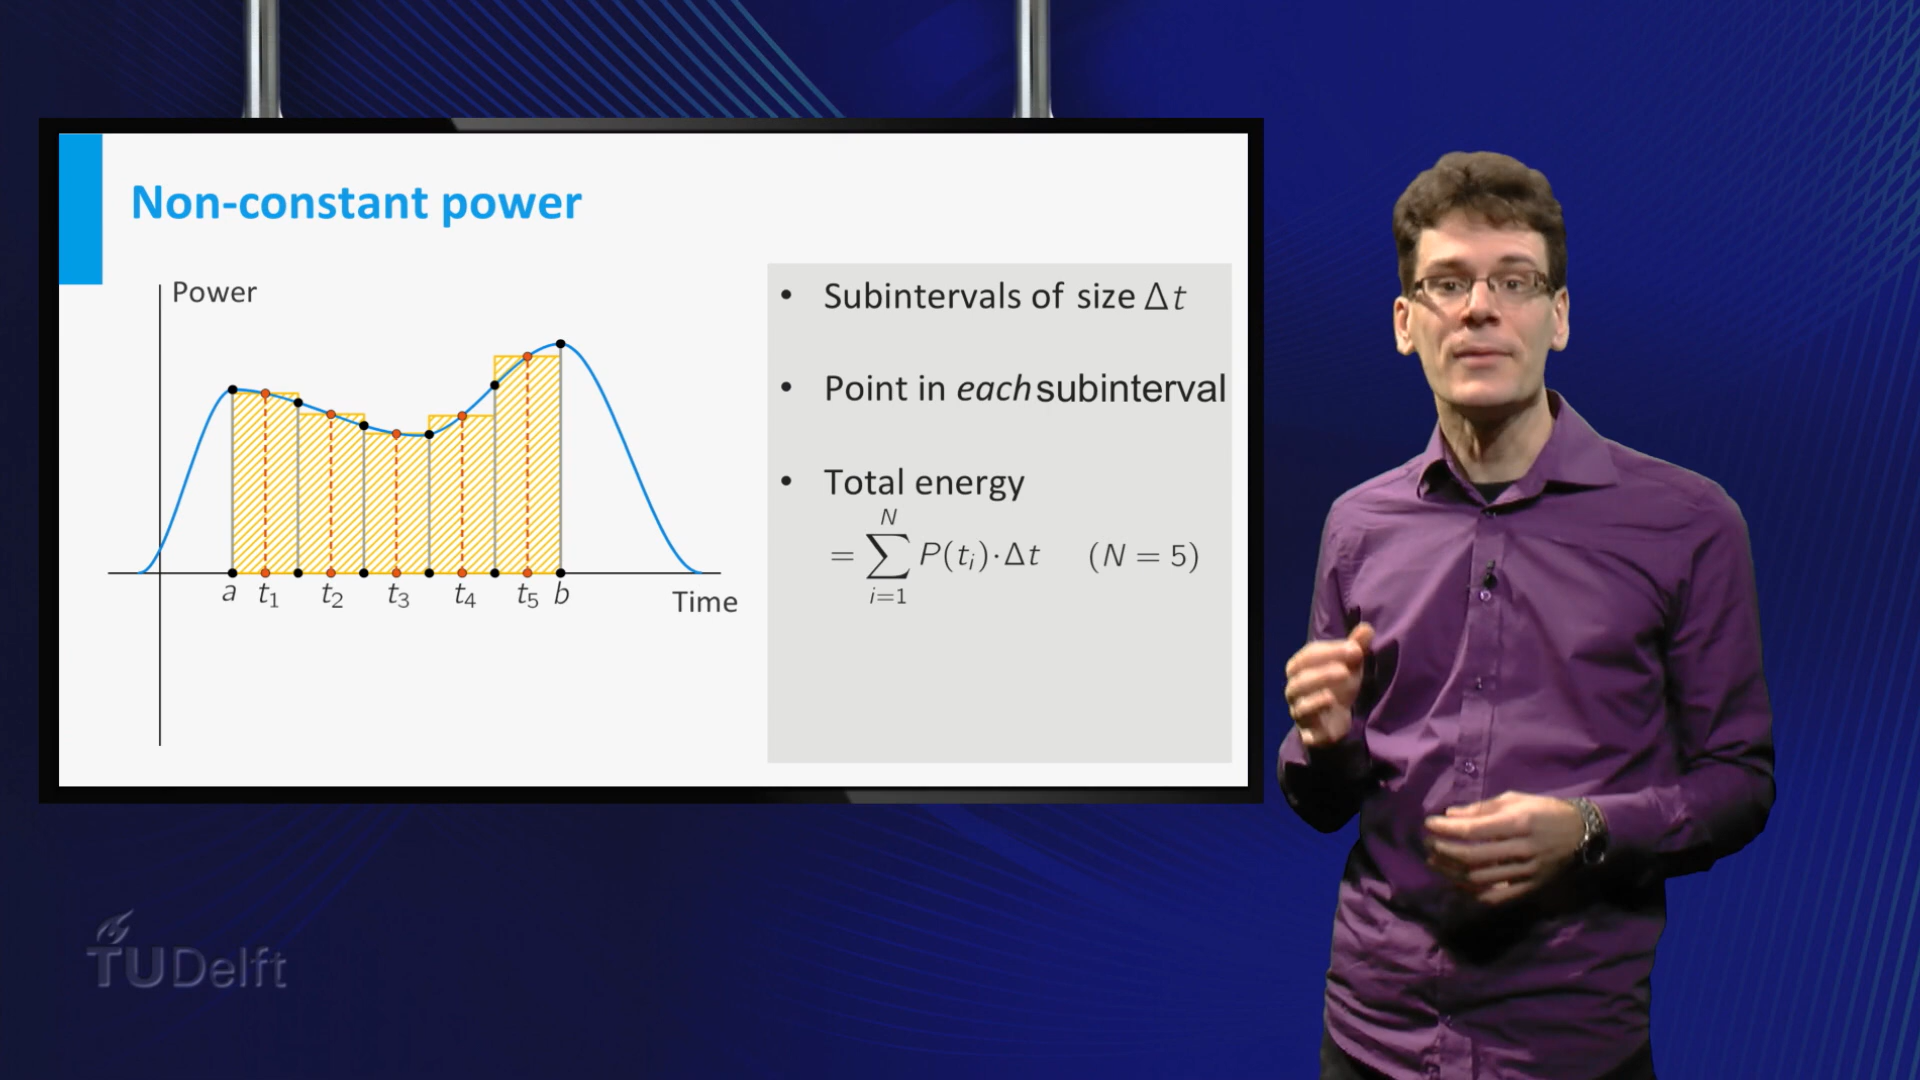 Non-constant power
Power
• Subintervals of size Δt
• Point in each subinterval
• Total energy
N
= ∑ P(tᵢ)·Δt (N = 5)
i=1
a t₁ t₂ t₃ t₄ t₅ b
Time
TUDelft